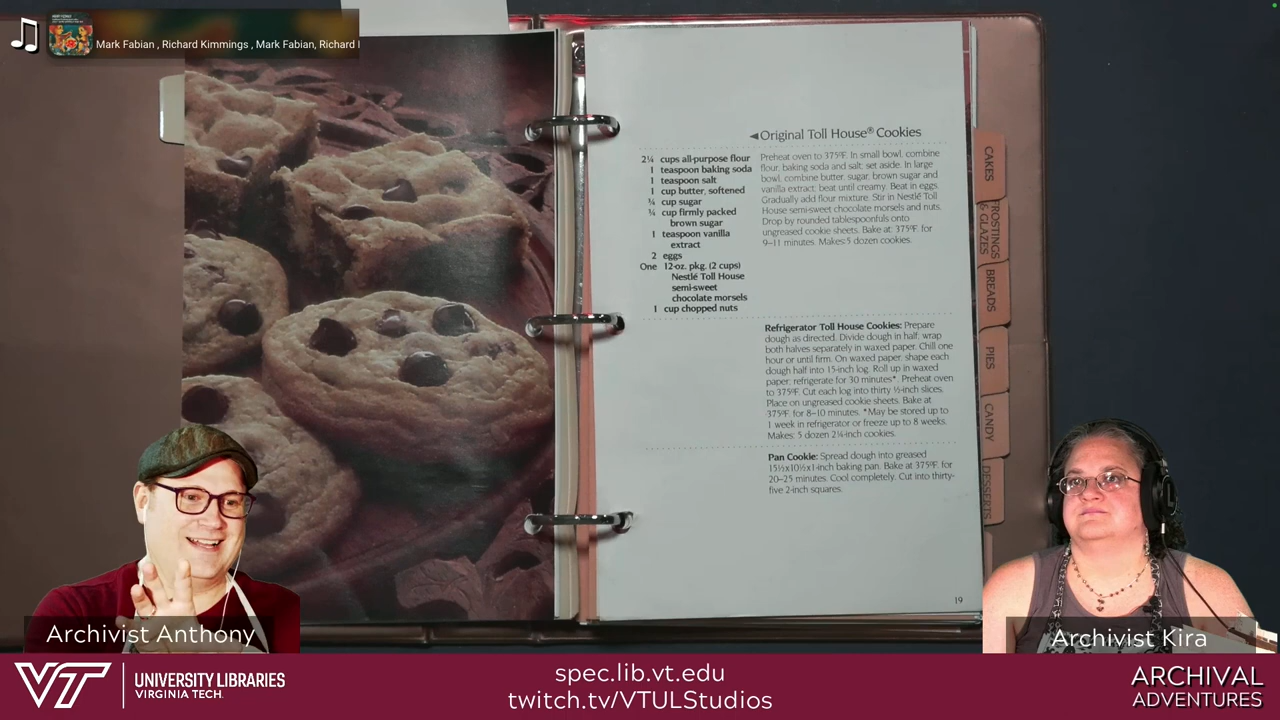 Mark Fabian , Richard Kimmings , Mark Fabian, Richard
◄Original Toll House® Cookies
2¼ cups all-purpose flour
1 teaspoon baking soda
1 teaspoon salt
1 cup butter, softened
¾ cup sugar
¾ cup firmly packed
brown sugar
1 teaspoon vanilla
extract
2 eggs
One 12-oz. pkg. (2 cups)
Nestlé Toll House
semi-sweet
chocolate morsels
1 cup chopped nuts
Preheat oven to 375°F. In small bowl, combine
flour, baking soda and salt; set aside. In large
bowl, combine butter, sugar, brown sugar and
vanilla extract; beat until creamy. Beat in eggs.
Gradually add flour mixture. Stir in Nestlé Toll
House semi-sweet chocolate morsels and nuts.
Drop by rounded tablespoonfuls onto
ungreased cookie sheets. Bake at: 375°F. for
9–11 minutes. Makes: 5 dozen cookies.
Refrigerator Toll House Cookies: Prepare
dough as directed. Divide dough in half; wrap
both halves separately in waxed paper. Chill one
hour or until firm. On waxed paper, shape each
dough half into 15-inch log. Roll up in waxed
paper; refrigerate for 30 minutes*. Preheat oven
to 375°F. Cut each log into thirty ½-inch slices.
Place on ungreased cookie sheets. Bake at:
375°F. for 8–10 minutes. *May be stored up to
1 week in refrigerator or freeze up to 8 weeks.
Makes: 5 dozen 2¼-inch cookies.
Pan Cookie: Spread dough into greased
15½x10½x1-inch baking pan. Bake at 375°F. for
20–25 minutes. Cool completely. Cut into thirty-
five 2-inch squares.
19
CAKES
FROSTINGS
& GLAZES
BREADS
PIES
CANDY
DESSERTS
Archivist Anthony
Archivist Kira
VT
UNIVERSITY LIBRARIES
VIRGINIA TECH.
spec.lib.vt.edu
twitch.tv/VTULStudios
ARCHIVAL
ADVENTURES